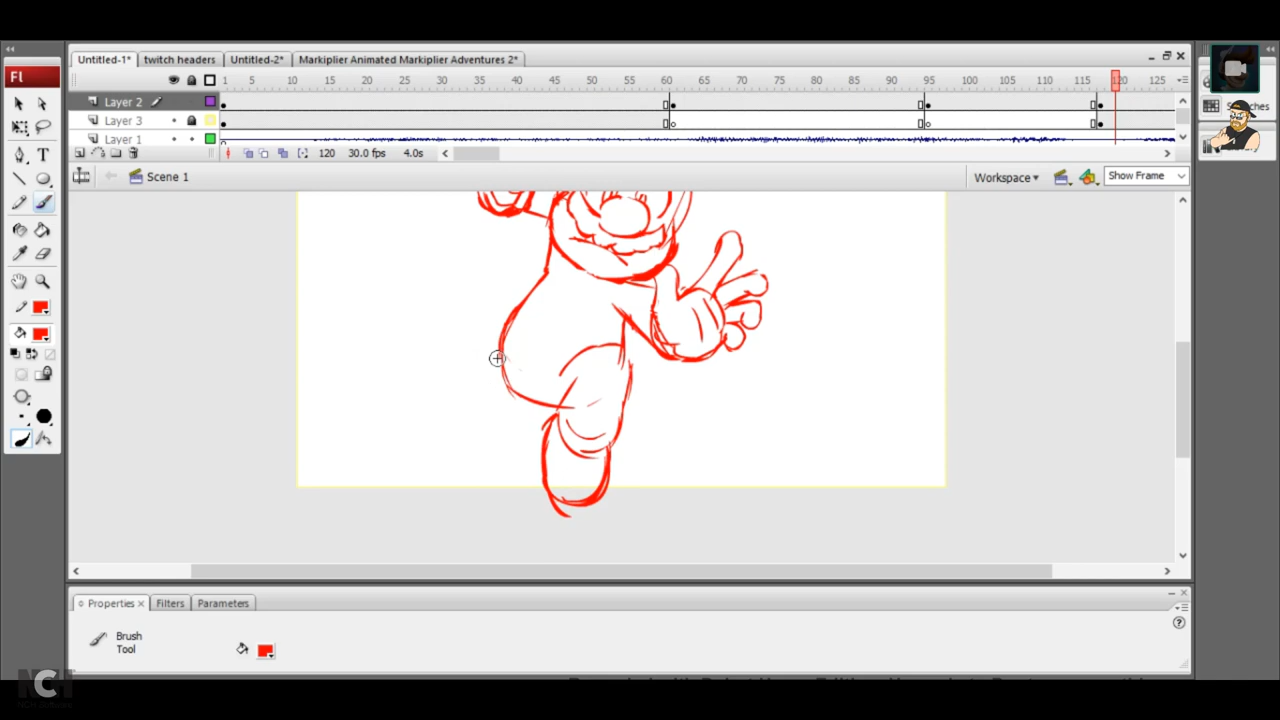 Untitled-1* twitch headers Untitled-2* Markiplier Animated Markiplier Adventures 2*
Fl
1 5 10 15 20 25 30 35 40 45 50 55 60 65 70 75 80 85 90 95 100 105 110 115 120 125
Layer 2
Layer 3
Layer 1
120 30.0 fps 4.0s
Scene 1
Workspace
Show Frame
Properties Filters Parameters
Brush
Tool
NCH
NCH Software